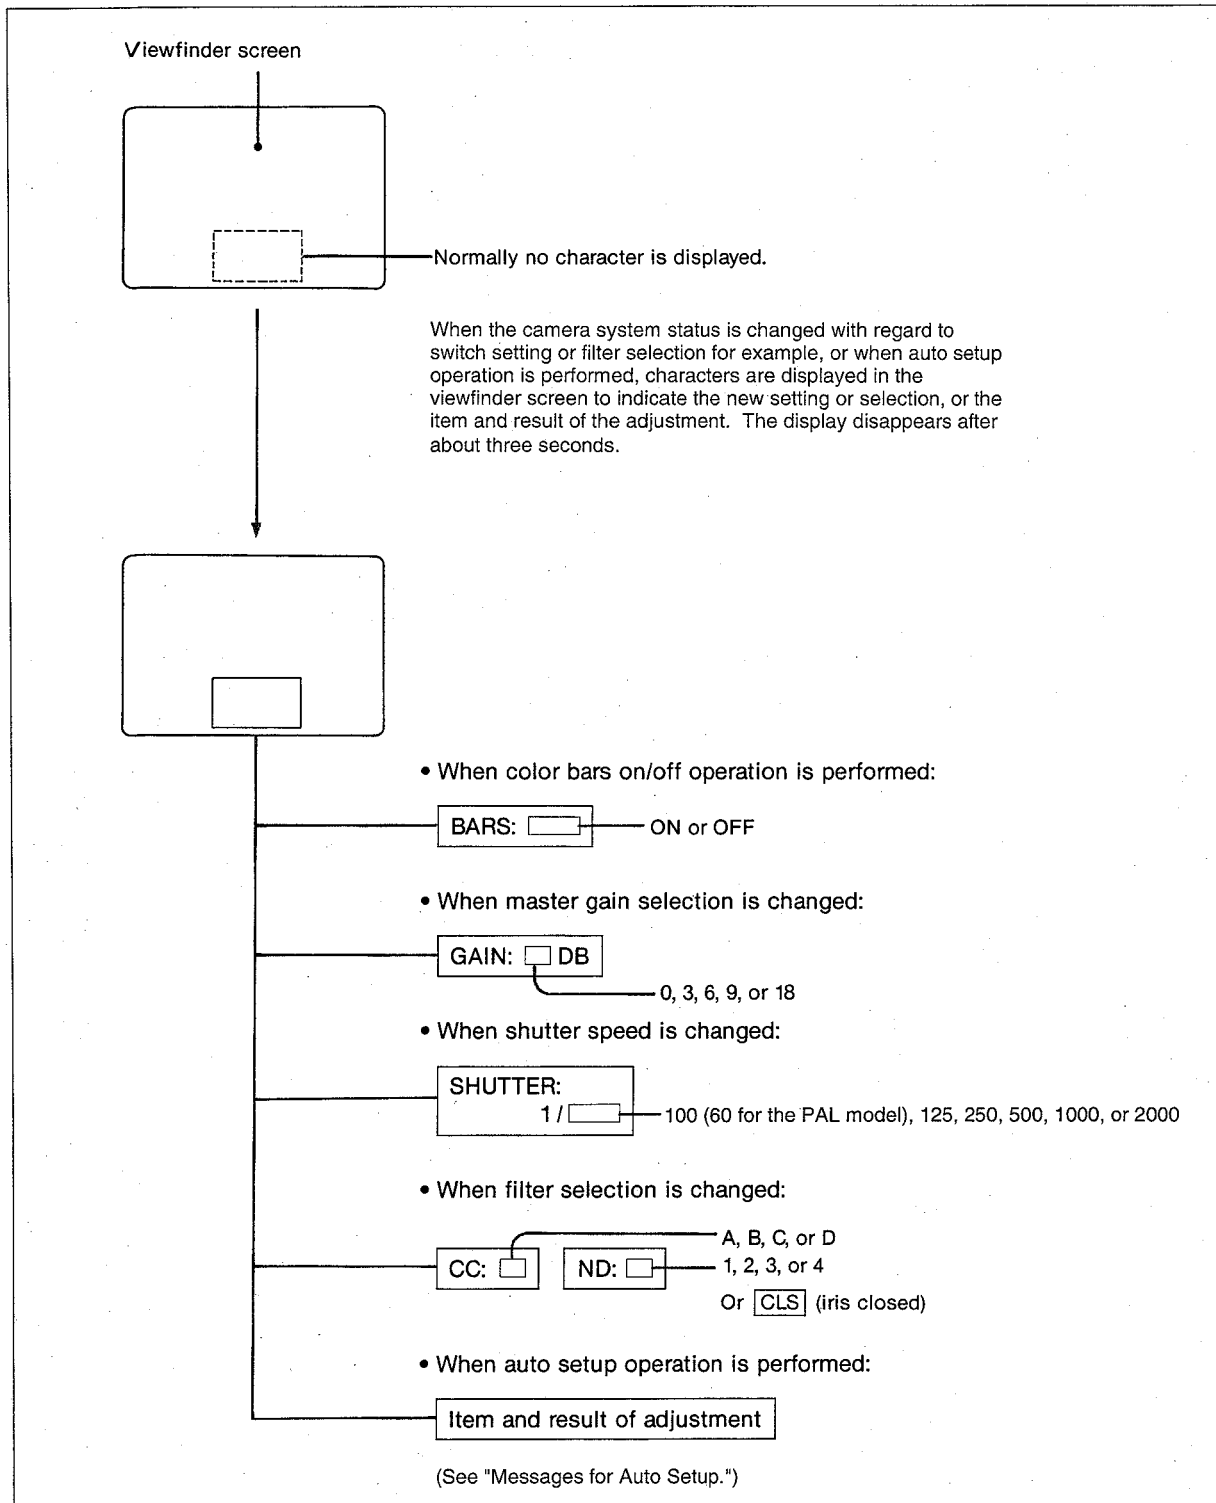 Viewfinder screen
Normally no character is displayed.
When the camera system status is changed with regard to
switch setting or filter selection for example, or when auto setup
operation is performed, characters are displayed in the
viewfinder screen to indicate the new setting or selection, or the
item and result of the adjustment. The display disappears after
about three seconds.
• When color bars on/off operation is performed:
BARS: ON or OFF
• When master gain selection is changed:
GAIN: DB
0, 3, 6, 9, or 18
• When shutter speed is changed:
SHUTTER:
1 / 100 (60 for the PAL model), 125, 250, 500, 1000, or 2000
• When filter selection is changed:
A, B, C, or D
CC: ND: 1, 2, 3, or 4
Or CLS (iris closed)
• When auto setup operation is performed:
Item and result of adjustment
(See "Messages for Auto Setup.")